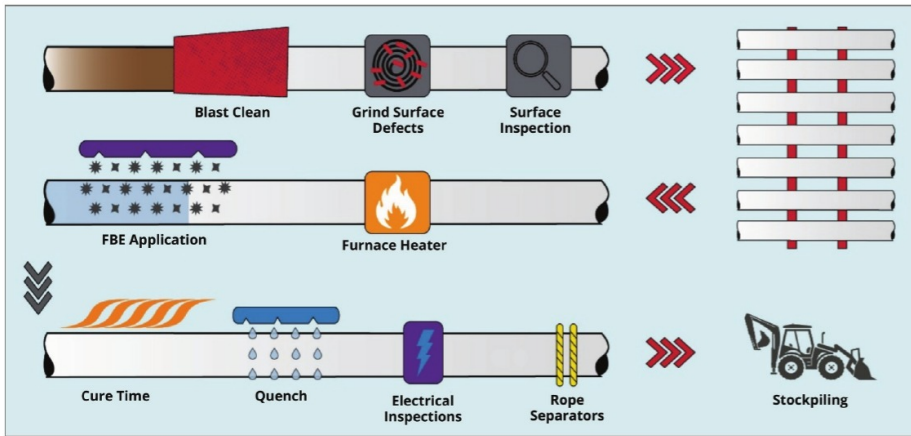 Blast Clean
Grind Surface
Defects
Surface
Inspection
FBE Application
Furnace Heater
Cure Time
Quench
Electrical
Inspections
Rope
Separators
Stockpiling